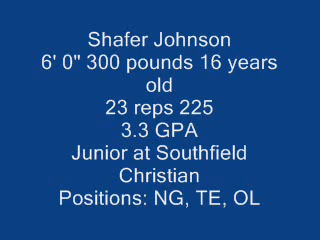 Shafer Johnson
6' 0" 300 pounds 16 years
old
23 reps 225
3.3 GPA
Junior at Southfield
Christian
Positions: NG, TE, OL